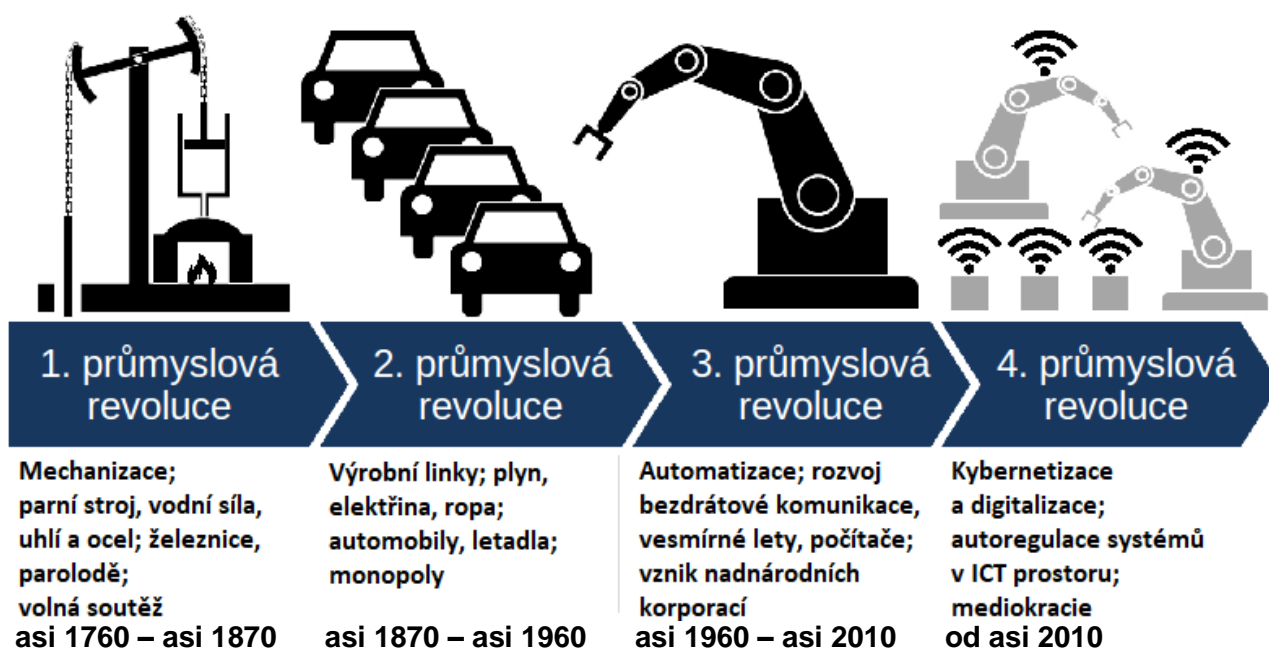 1. průmyslová
revoluce
2. průmyslová
revoluce
3. průmyslová
revoluce
4. průmyslová
revoluce
Mechanizace;
parní stroj, vodní síla,
uhlí a ocel; železnice,
parolodě;
volná soutěž
asi 1760 – asi 1870
Výrobní linky; plyn,
elektřina, ropa;
automobily, letadla;
monopoly
asi 1870 – asi 1960
Automatizace; rozvoj
bezdrátové komunikace,
vesmírné lety, počítače;
vznik nadnárodních
korporací
asi 1960 – asi 2010
Kybernetizace
a digitalizace;
autoregulace systémů
v ICT prostoru;
mediokracie
od asi 2010